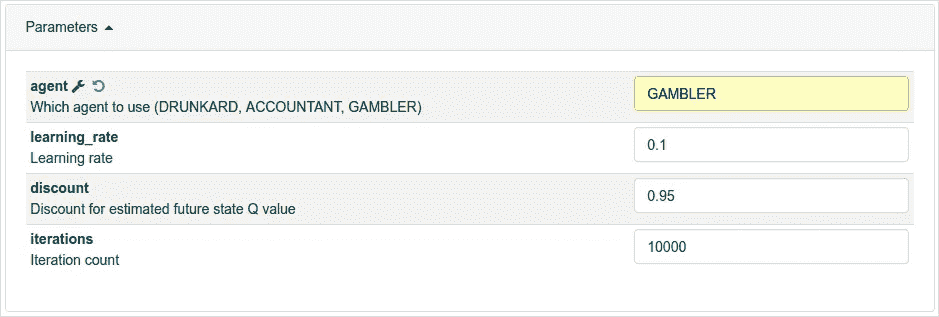 Parameters
agent
Which agent to use (DRUNKARD, ACCOUNTANT, GAMBLER)
GAMBLER
learning_rate
Learning rate
0.1
discount
Discount for estimated future state Q value
0.95
iterations
Iteration count
10000